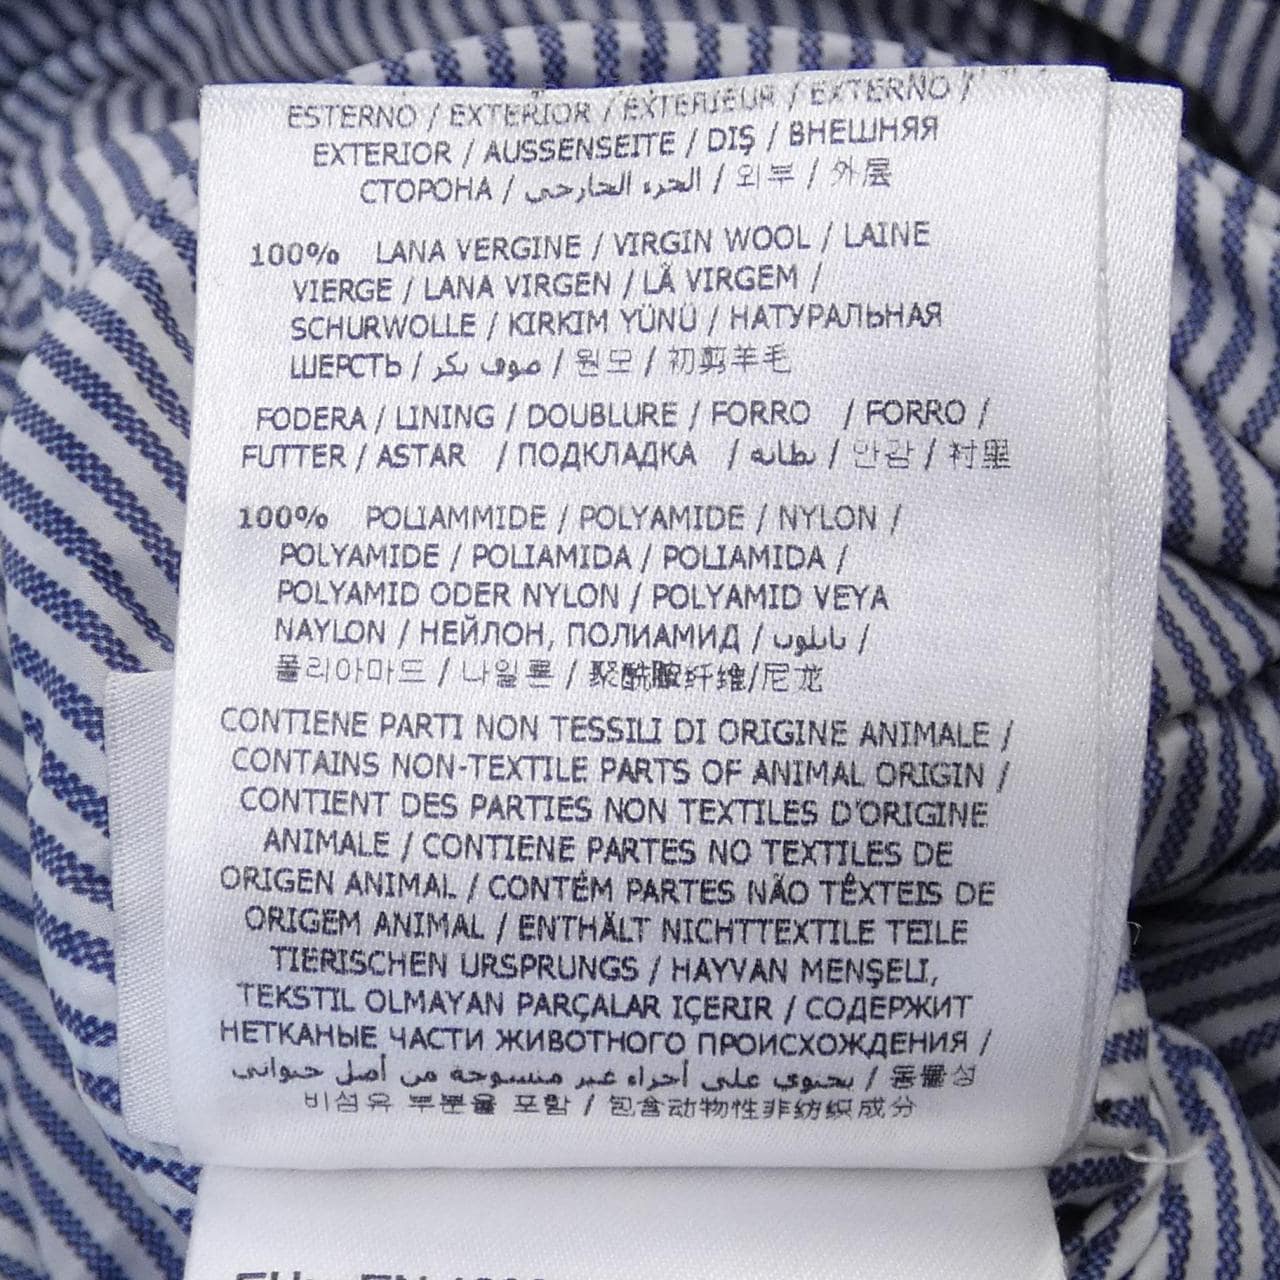 ESTERNO / EXTERIOR / EXTERIEUR / EXTERNO /
EXTERIOR / AUSSENSEITE / DIŞ / ВНЕШНЯЯ
СТОРОНА / الجزء الخارجي / 외부 / 外层
100% LANA VERGINE / VIRGIN WOOL / LAINE
VIERGE / LANA VIRGEN / LÃ VIRGEM /
SCHURWOLLE / KIRKIM YÜNÜ / НАТУРАЛЬНАЯ
ШЕРСТЬ / صوف بكر / 원모 / 初剪羊毛
FODERA / LINING / DOUBLURE / FORRO / FORRO /
FUTTER / ASTAR / ПОДКЛАДКА / بطانه / 안감 / 衬里
100% POLIAMMIDE / POLYAMIDE / NYLON /
POLYAMIDE / POLIAMIDA / POLIAMIDA /
POLYAMID ODER NYLON / POLYAMID VEYA
NAYLON / НЕЙЛОН, ПОЛИАМИД / نايلون /
폴리아마드 / 나일론 / 聚酰胺纤维/尼龙
CONTIENE PARTI NON TESSILI DI ORIGINE ANIMALE /
CONTAINS NON-TEXTILE PARTS OF ANIMAL ORIGIN /
CONTIENT DES PARTIES NON TEXTILES D'ORIGINE
ANIMALE / CONTIENE PARTES NO TEXTILES DE
ORIGEN ANIMAL / CONTÉM PARTES NÃO TÊXTEIS DE
ORIGEM ANIMAL / ENTHÄLT NICHTTEXTILE TEILE
TIERISCHEN URSPRUNGS / HAYVAN MENŞELI,
TEKSTIL OLMAYAN PARÇALAR IÇERIR / СОДЕРЖИТ
НЕТКАНЫЕ ЧАСТИ ЖИВОТНОГО ПРОИСХОЖДЕНИЯ /
يحتوي على أجزاء غير منسوجة من أصل حيواني / 동물성
비섬유 부분을 포함 / 包含动物性非纺织成分